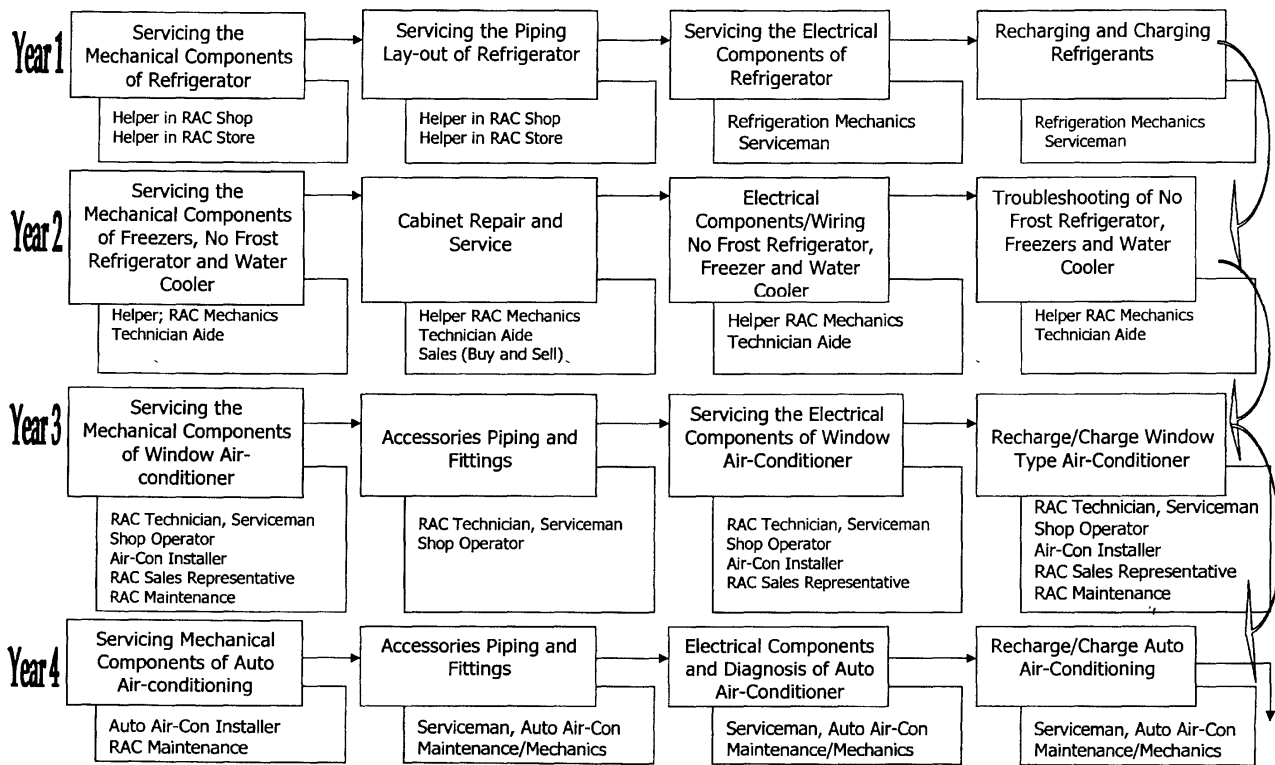 Year 1
Servicing the
Mechanical Components
of Refrigerator
Helper in RAC Shop
Helper in RAC Store
Servicing the Piping
Lay-out of Refrigerator
Helper in RAC Shop
Helper in RAC Store
Servicing the Electrical
Components of
Refrigerator
Refrigeration Mechanics
Serviceman
Recharging and Charging
Refrigerants
Refrigeration Mechanics
Serviceman
Year 2
Servicing the
Mechanical Components
of Freezers, No Frost
Refrigerator and Water
Cooler
Helper; RAC Mechanics
Technician Aide
Cabinet Repair and
Service
Helper RAC Mechanics
Technician Aide
Sales (Buy and Sell)
Electrical
Components/Wiring
No Frost Refrigerator,
Freezer and Water
Cooler
Helper RAC Mechanics
Technician Aide
Troubleshooting of No
Frost Refrigerator,
Freezers and Water
Cooler
Helper RAC Mechanics
Technician Aide
Year 3
Servicing the
Mechanical Components
of Window Air-
conditioner
RAC Technician, Serviceman
Shop Operator
Air-Con Installer
RAC Sales Representative
RAC Maintenance
Accessories Piping and
Fittings
RAC Technician, Serviceman
Shop Operator
Servicing the Electrical
Components of Window
Air-Conditioner
RAC Technician, Serviceman
Shop Operator
Air-Con Installer
RAC Sales Representative
Recharge/Charge Window
Type Air-Conditioner
RAC Technician, Serviceman
Shop Operator
Air-Con Installer
RAC Sales Representative
RAC Maintenance
Year 4
Servicing Mechanical
Components of Auto
Air-conditioning
Auto Air-Con Installer
RAC Maintenance
Accessories Piping and
Fittings
Serviceman, Auto Air-Con
Maintenance/Mechanics
Electrical Components
and Diagnosis of Auto
Air-Conditioner
Serviceman, Auto Air-Con
Maintenance/Mechanics
Recharge/Charge Auto
Air-Conditioning
Serviceman, Auto Air-Con
Maintenance/Mechanics